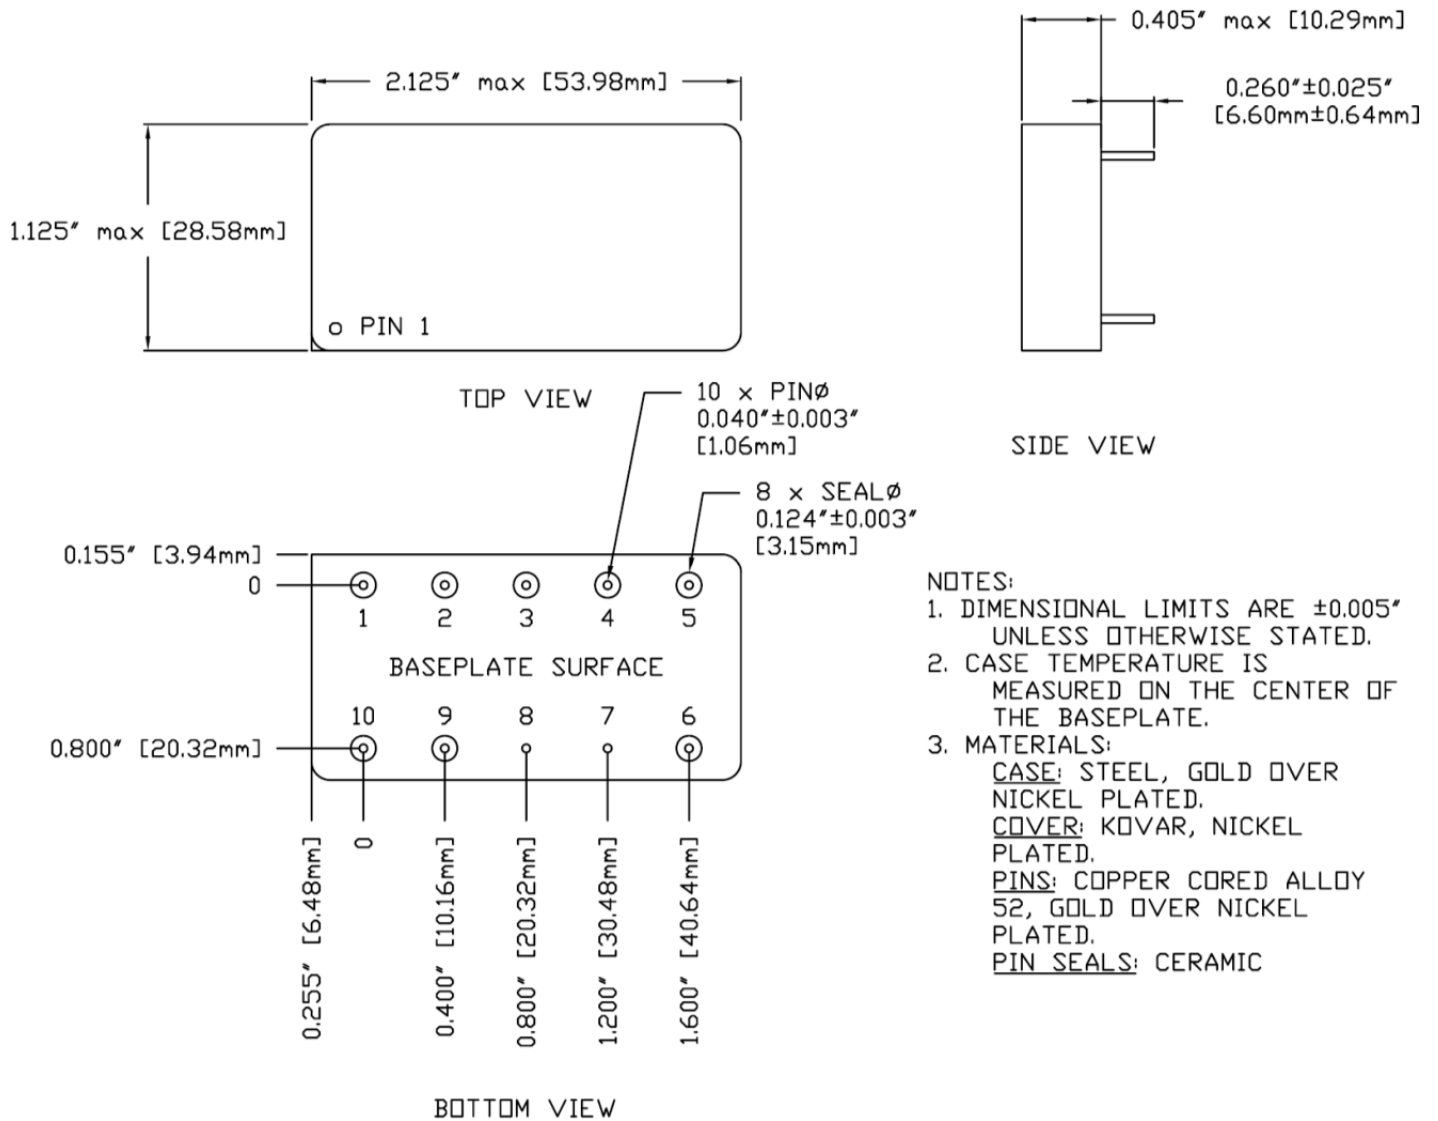 0.405" max [10.29mm]
2.125" max [53.98mm]
0.260"±0.025"
[6.60mm±0.64mm]
1.125" max [28.58mm]
PIN 1
TOP VIEW
10 x PINØ
0.040"±0.003"
[1.06mm]
SIDE VIEW
8 x SEALØ
0.124"±0.003"
[3.15mm]
0.155" [3.94mm]
0
1 2 3 4 5
BASEPLATE SURFACE
10 9 8 7 6
0.800" [20.32mm]
0.255" [6.48mm]
0
0.400" [10.16mm]
0.800" [20.32mm]
1.200" [30.48mm]
1.600" [40.64mm]
BOTTOM VIEW
NOTES:
1. DIMENSIONAL LIMITS ARE ±0.005"
UNLESS OTHERWISE STATED.
2. CASE TEMPERATURE IS
MEASURED ON THE CENTER OF
THE BASEPLATE.
3. MATERIALS:
CASE: STEEL, GOLD OVER
NICKEL PLATED.
COVER: KOVAR, NICKEL
PLATED.
PINS: COPPER CORED ALLOY
52, GOLD OVER NICKEL
PLATED.
PIN SEALS: CERAMIC